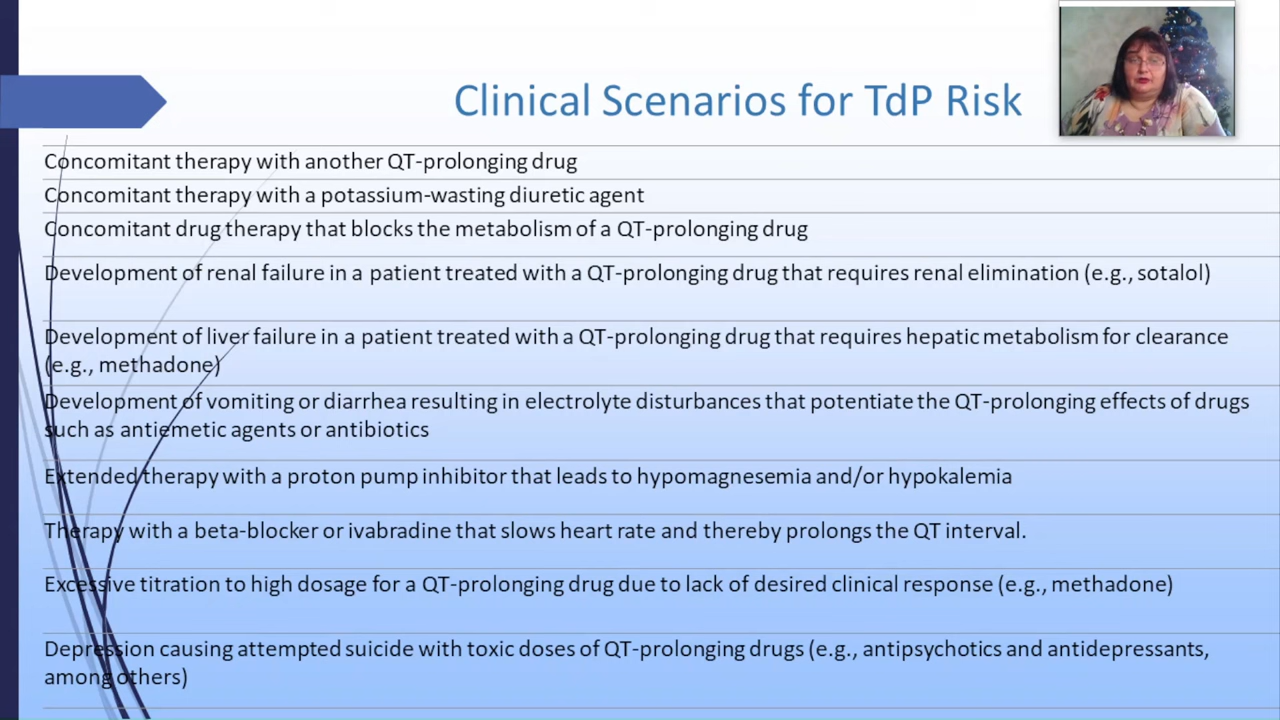 Clinical Scenarios for TdP Risk
Concomitant therapy with another QT-prolonging drug
Concomitant therapy with a potassium-wasting diuretic agent
Concomitant drug therapy that blocks the metabolism of a QT-prolonging drug
Development of renal failure in a patient treated with a QT-prolonging drug that requires renal elimination (e.g., sotalol)
Development of liver failure in a patient treated with a QT-prolonging drug that requires hepatic metabolism for clearance
(e.g., methadone)
Development of vomiting or diarrhea resulting in electrolyte disturbances that potentiate the QT-prolonging effects of drugs
such as antiemetic agents or antibiotics
Extended therapy with a proton pump inhibitor that leads to hypomagnesemia and/or hypokalemia
Therapy with a beta-blocker or ivabradine that slows heart rate and thereby prolongs the QT interval.
Excessive titration to high dosage for a QT-prolonging drug due to lack of desired clinical response (e.g., methadone)
Depression causing attempted suicide with toxic doses of QT-prolonging drugs (e.g., antipsychotics and antidepressants,
among others)